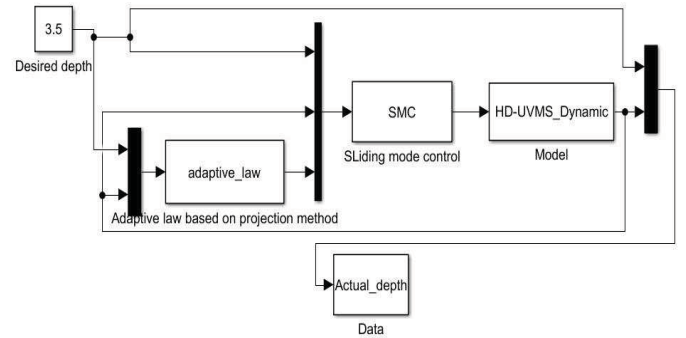 3.5
Desired depth
adaptive_law
Adaptive law based on projection method
SMC
SLiding mode control
HD-UVMS_Dynamic
Model
Actual_depth
Data